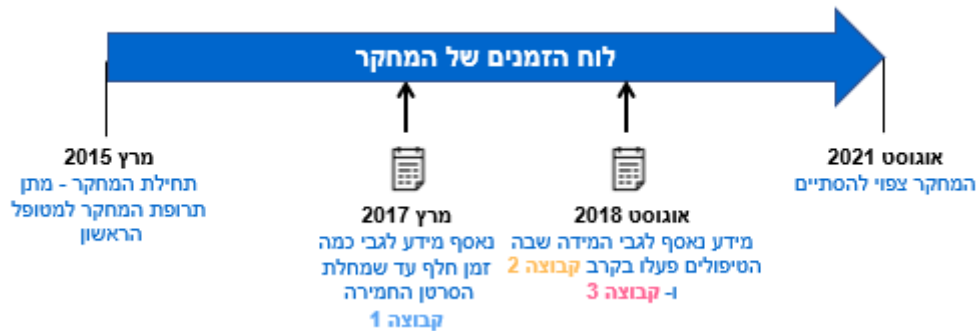 לוח הזמנים של המחקר
מרץ 2015
תחילת המחקר - מתן
תרופת המחקר למטופל
הראשון
מרץ 2017
נאסף מידע לגבי כמה
זמן חלף עד שמחלת
הסרטן החמירה
קבוצה 1
אוגוסט 2018
מידע נאסף לגבי המידה שבה
הטיפולים פעלו בקרב קבוצה 2
ו- קבוצה 3
אוגוסט 2021
המחקר צפוי להסתיים